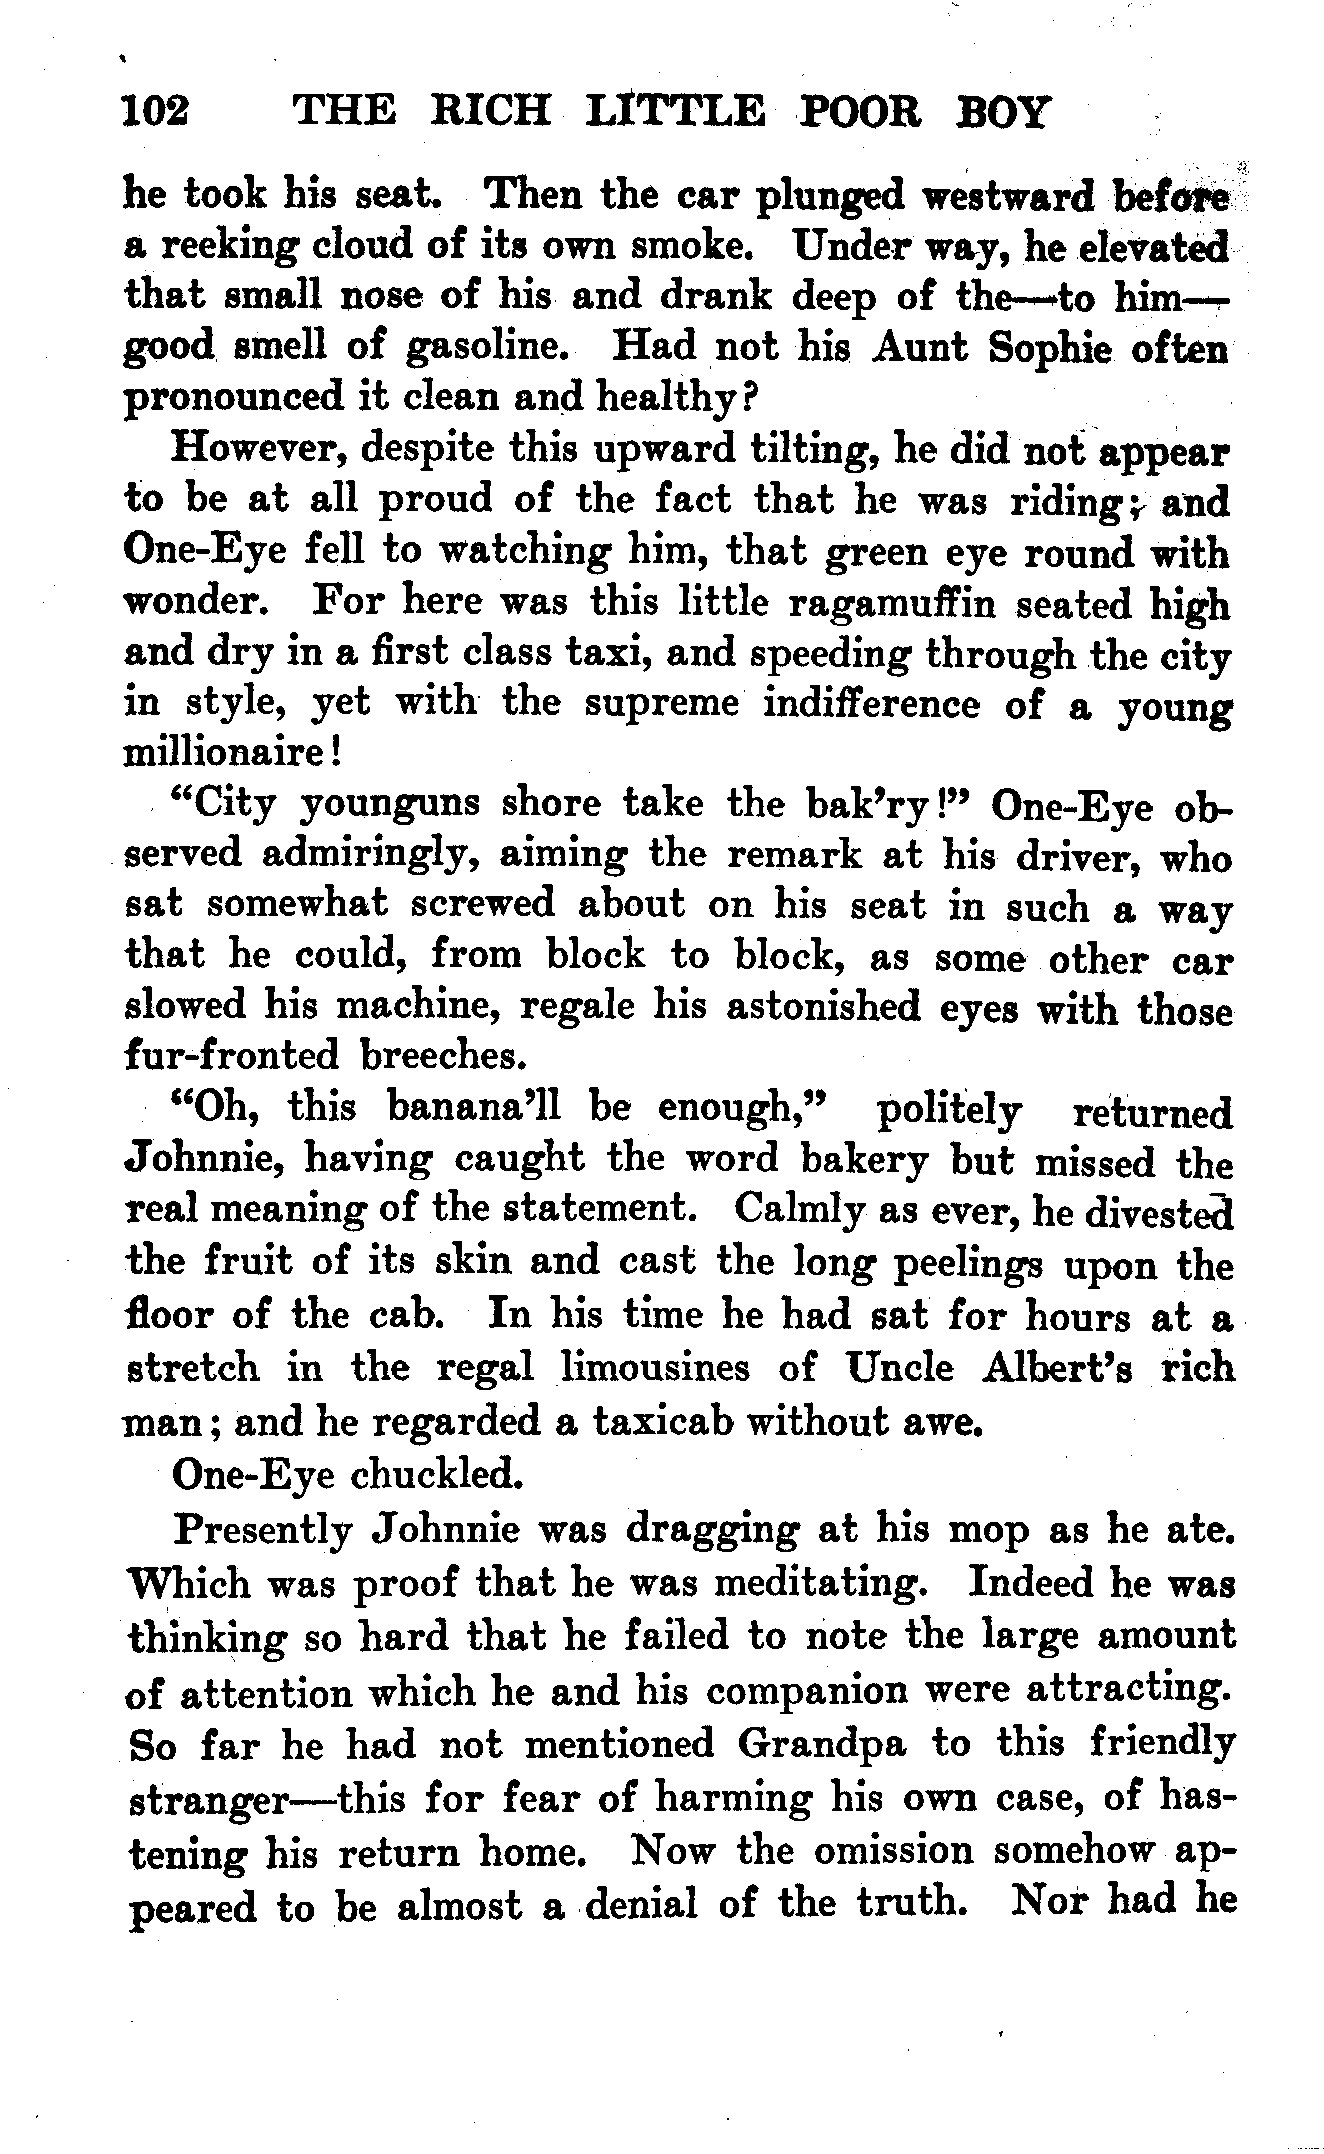 102 THE RICH LITTLE POOR BOY
he took his seat. Then the car plunged westward before
a reeking cloud of its own smoke. Under way, he elevated
that small nose of his and drank deep of the—to him—
good smell of gasoline. Had not his Aunt Sophie often
pronounced it clean and healthy?
However, despite this upward tilting, he did not appear
to be at all proud of the fact that he was riding; and
One-Eye fell to watching him, that green eye round with
wonder. For here was this little ragamuffin seated high
and dry in a first class taxi, and speeding through the city
in style, yet with the supreme indifference of a young
millionaire!
“City younguns shore take the bak’ry!” One-Eye ob-
served admiringly, aiming the remark at his driver, who
sat somewhat screwed about on his seat in such a way
that he could, from block to block, as some other car
slowed his machine, regale his astonished eyes with those
fur-fronted breeches.
“Oh, this banana’ll be enough,” politely returned
Johnnie, having caught the word bakery but missed the
real meaning of the statement. Calmly as ever, he divested
the fruit of its skin and cast the long peelings upon the
floor of the cab. In his time he had sat for hours at a
stretch in the regal limousines of Uncle Albert’s rich
man; and he regarded a taxicab without awe.
One-Eye chuckled.
Presently Johnnie was dragging at his mop as he ate.
Which was proof that he was meditating. Indeed he was
thinking so hard that he failed to note the large amount
of attention which he and his companion were attracting.
So far he had not mentioned Grandpa to this friendly
stranger—this for fear of harming his own case, of has-
tening his return home. Now the omission somehow ap-
peared to be almost a denial of the truth. Nor had he